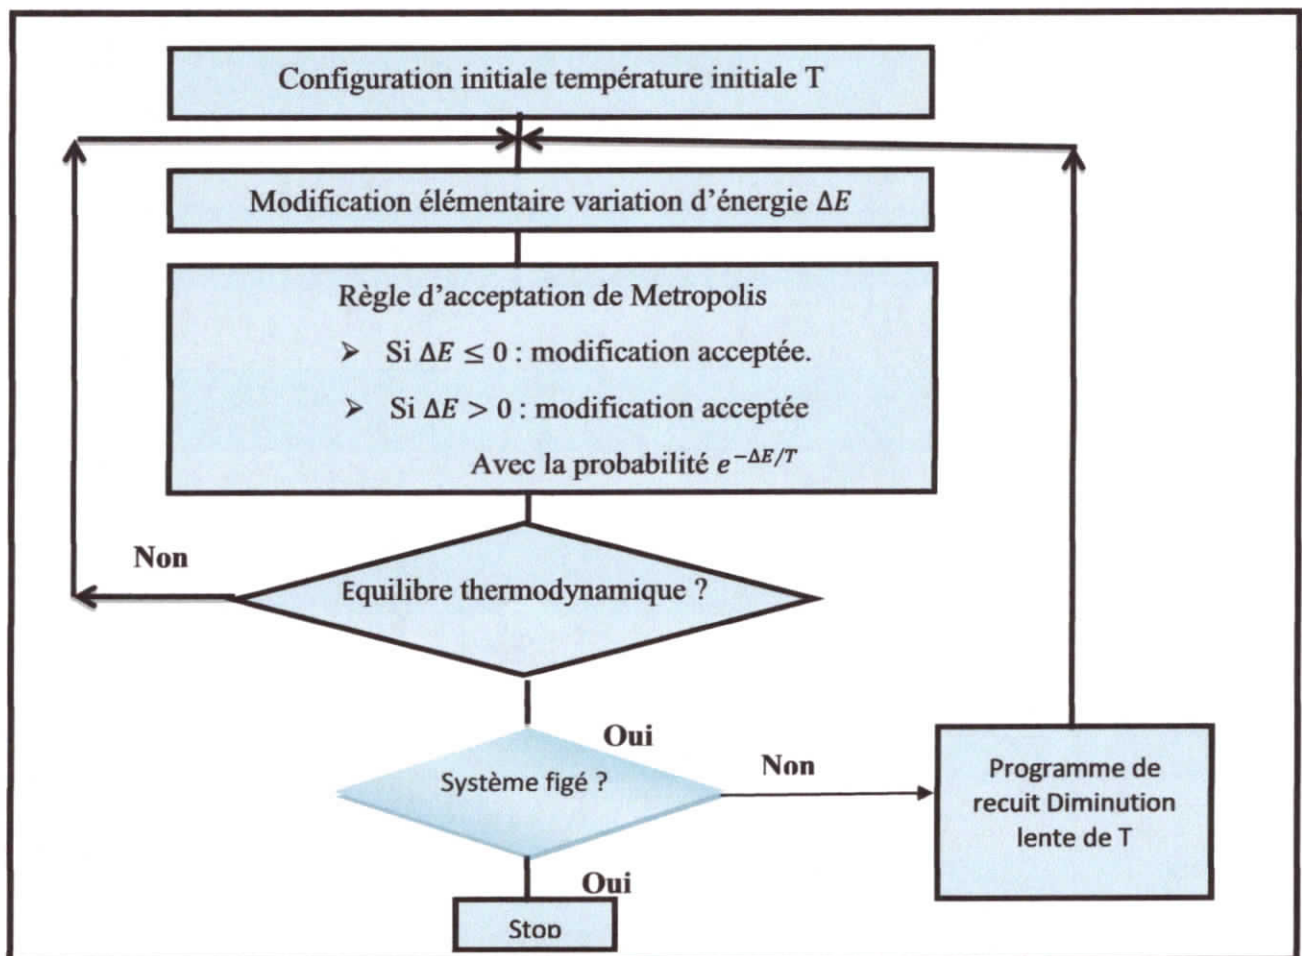 Configuration initiale température initiale T
Modification élémentaire variation d'énergie ΔE
Règle d'acceptation de Metropolis
➢ Si ΔE ≤ 0 : modification acceptée.
➢ Si ΔE > 0 : modification acceptée
Avec la probabilité e^{-ΔE/T}
Non
Equilibre thermodynamique ?
Oui
Système figé ?
Non
Programme de
recuit Diminution
lente de T
Oui
Stop